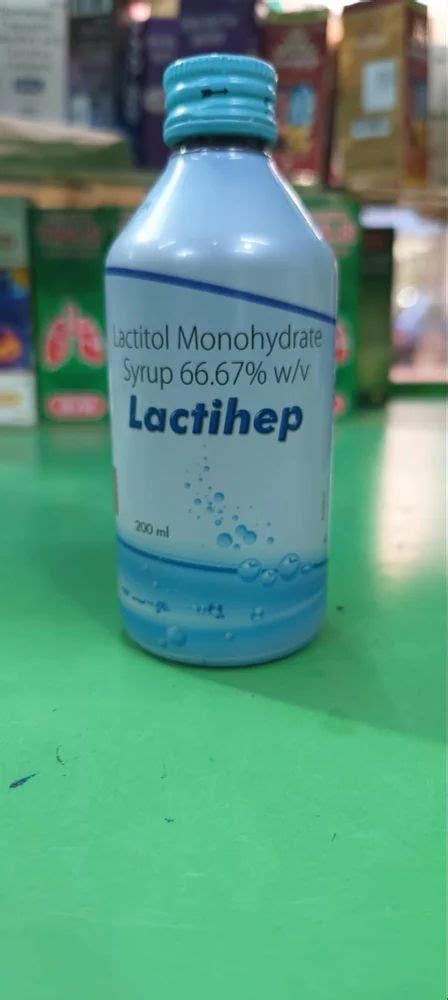 Lactitol Monohydrate
Syrup 66.67% w/v
Lactihep
200 ml